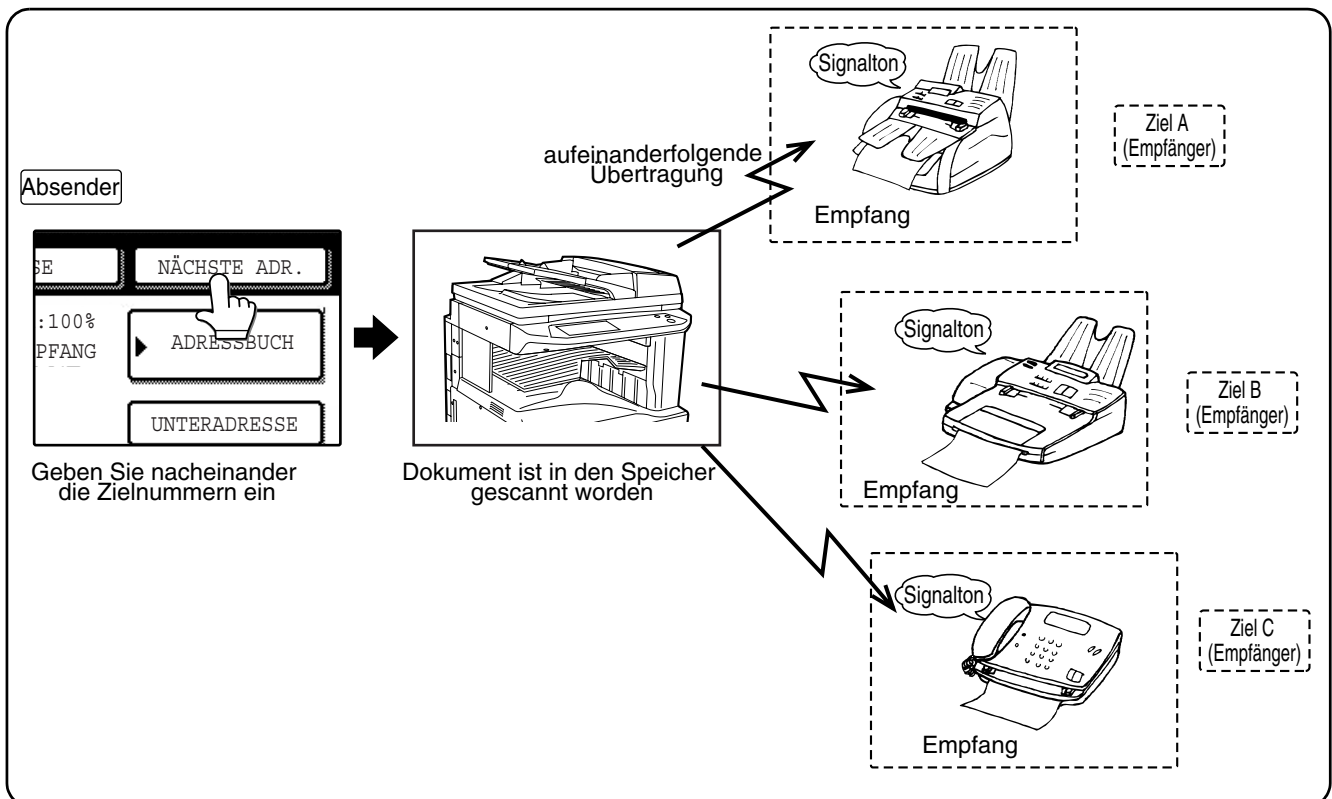 Absender
SE
NÄCHSTE ADR.
:100%
PFANG
ADRESSBUCH
UNTERADRESSE
Geben Sie nacheinander
die Zielnummern ein
Dokument ist in den Speicher
gescannt worden
aufeinanderfolgende
Übertragung
Signalton
Empfang
Ziel A
(Empfänger)
Signalton
Empfang
Ziel B
(Empfänger)
Signalton
Empfang
Ziel C
(Empfänger)